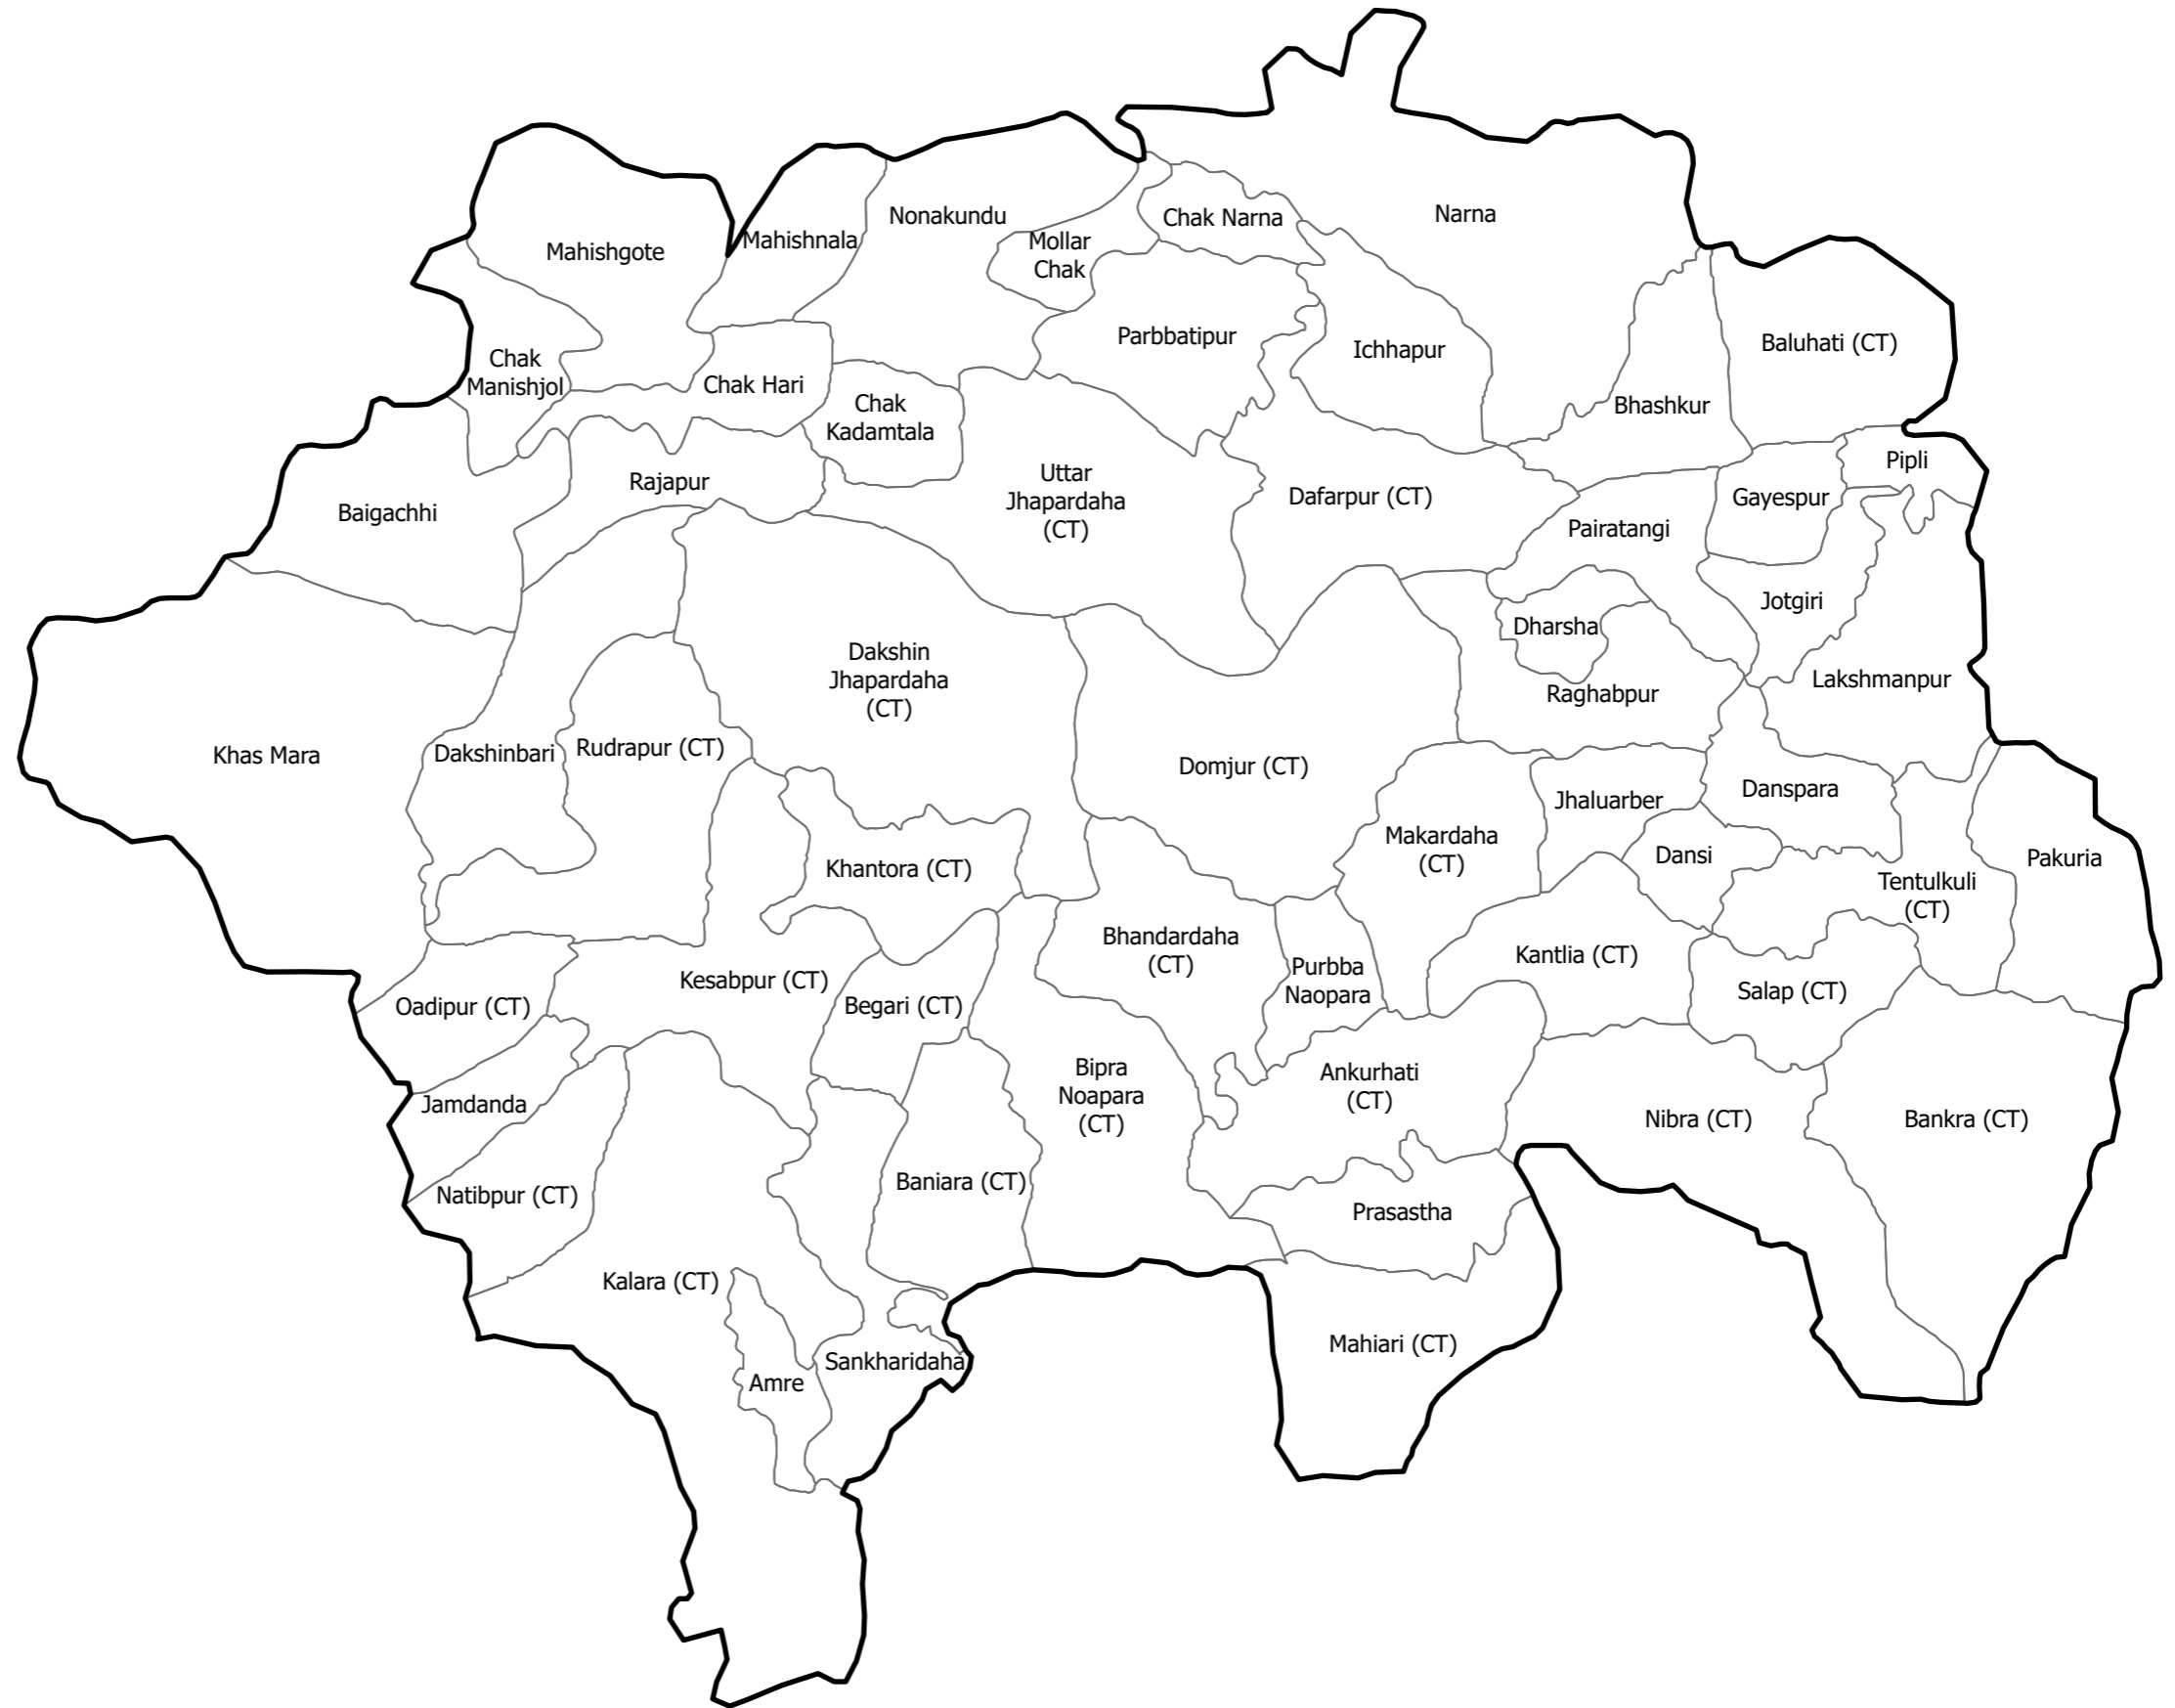 Narna
Chak Narna
Nonakundu
Mahishnala
Mollar
Chak
Mahishgote
Parbbatipur
Ichhapur
Baluhati (CT)
Chak
Manishjol
Chak Hari
Chak
Kadamtala
Bhashkur
Pipli
Rajapur
Uttar
Jhapardaha
(CT)
Dafarpur (CT)
Gayespur
Baigachhi
Pairatangi
Jotgiri
Dharsha
Dakshin
Jhapardaha
(CT)
Lakshmanpur
Raghabpur
Khas Mara
Dakshinbari
Rudrapur (CT)
Domjur (CT)
Danspara
Jhaluarber
Makardaha
(CT)
Dansi
Pakuria
Khantora (CT)
Tentulkuli
(CT)
Bhandardaha
(CT)
Kantlia (CT)
Purbba
Naopara
Kesabpur (CT)
Salap (CT)
Oadipur (CT)
Begari (CT)
Bipra
Noapara
(CT)
Ankurhati
(CT)
Jamdanda
Nibra (CT)
Bankra (CT)
Baniara (CT)
Natibpur (CT)
Prasastha
Kalara (CT)
Mahiari (CT)
Sankharidaha
Amre